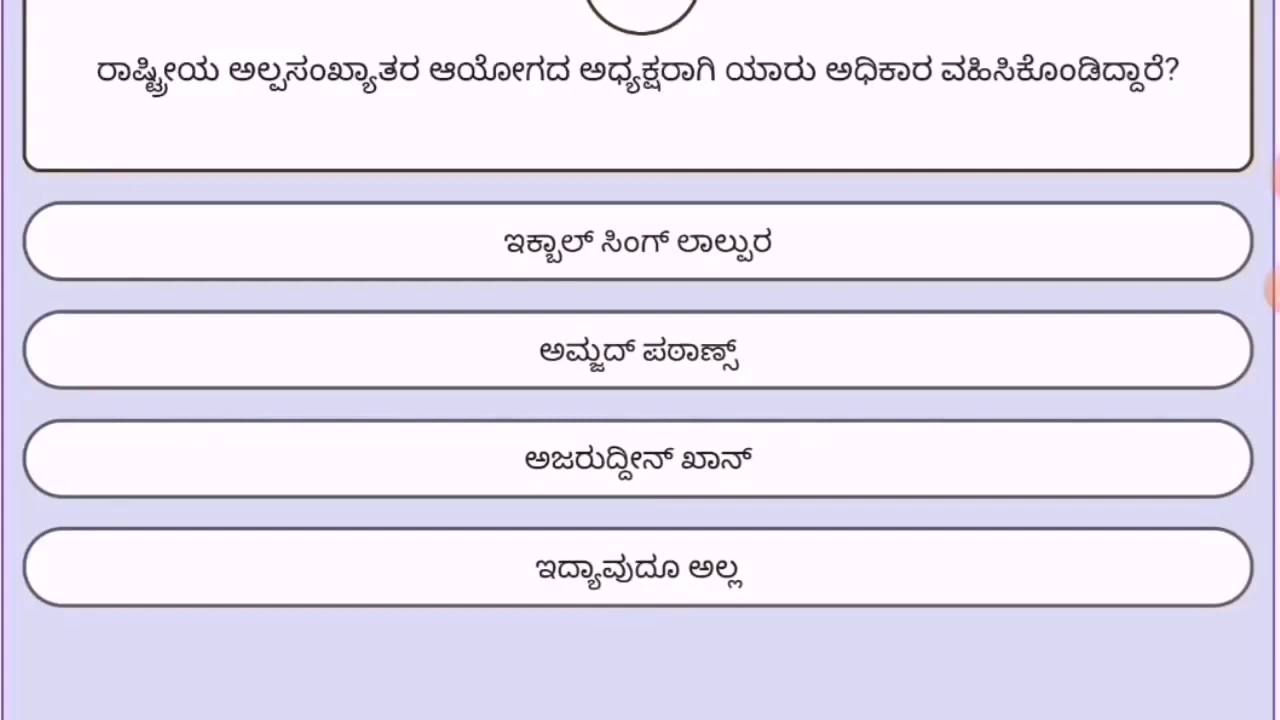 ರಾಷ್ಟ್ರೀಯ ಅಲ್ಪಸಂಖ್ಯಾತರ ಆಯೋಗದ ಅಧ್ಯಕ್ಷರಾಗಿ ಯಾರು ಅಧಿಕಾರ ವಹಿಸಿಕೊಂಡಿದ್ದಾರೆ?
ಇಕ್ಬಾಲ್ ಸಿಂಗ್ ಲಾಲ್ಪುರ
ಅಮ್ಜದ್ ಪಠಾಣ್ಸ್
ಅಜರುದ್ದೀನ್ ಖಾನ್
ಇದ್ಯಾವುದೂ ಅಲ್ಲ